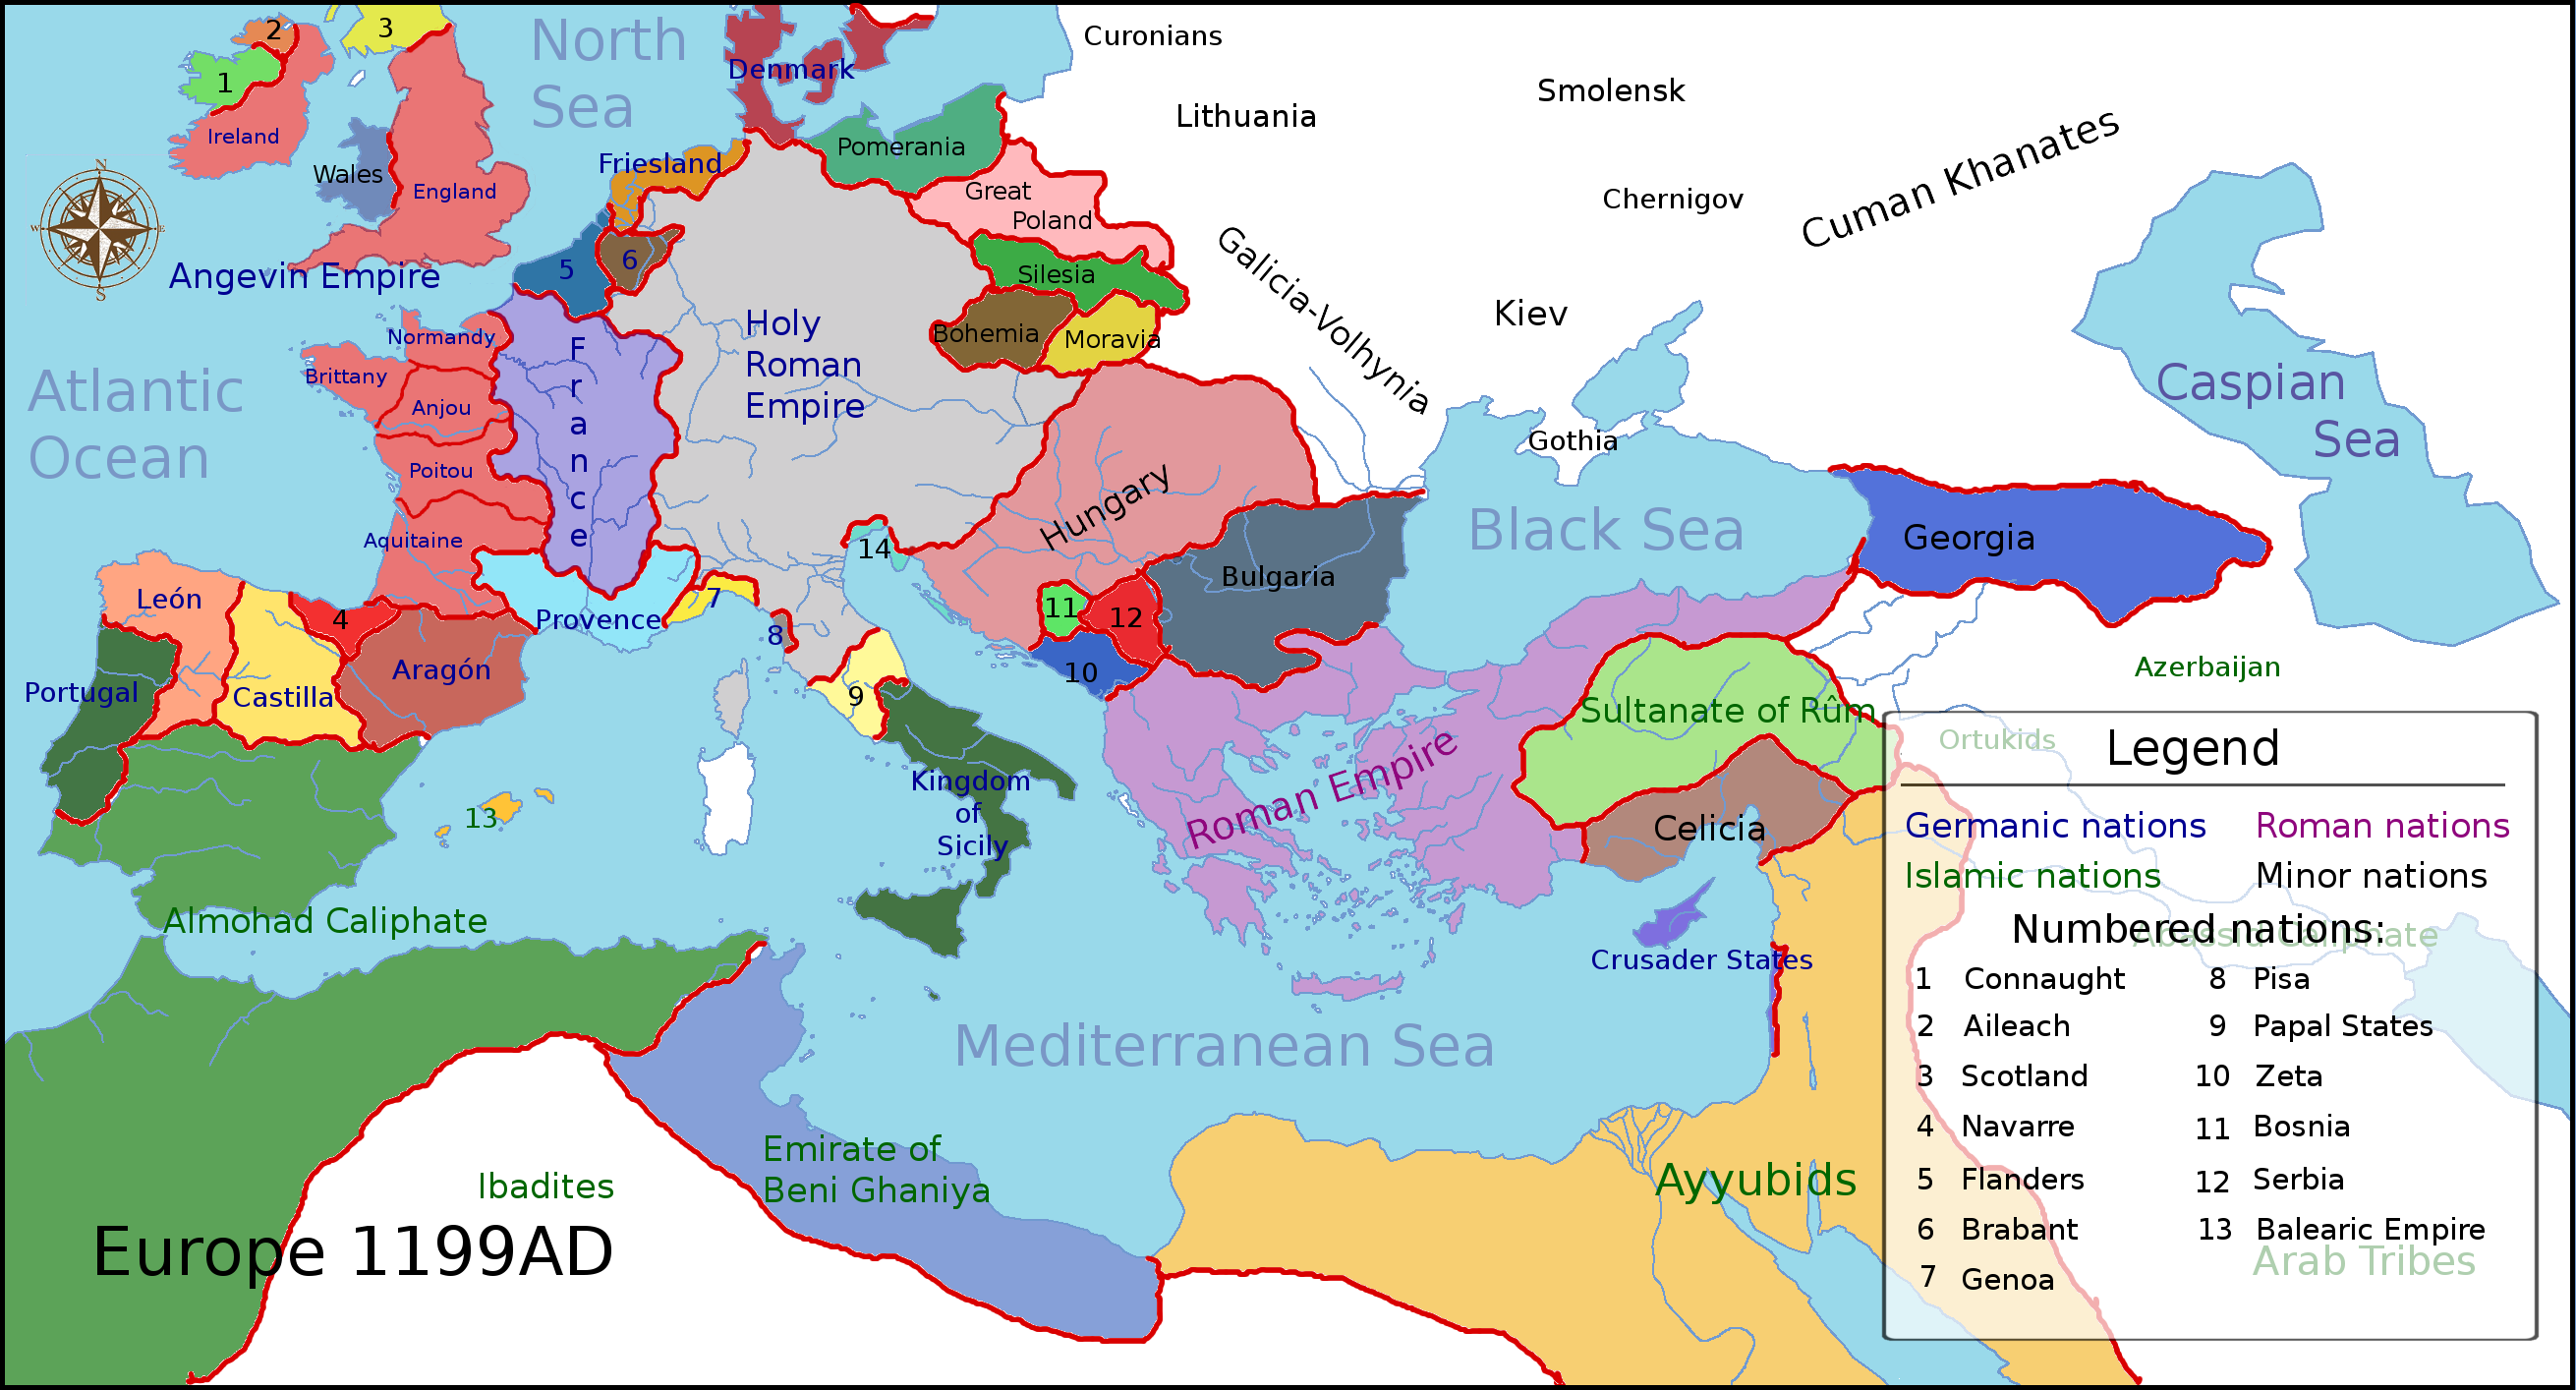 2
3
1
Ireland
Wales
England
N
W
E
S
Angevin Empire
North
Sea
Denmark
Curonians
Lithuania
Smolensk
Chernigov
Cuman Khanates
Galicia-Volhynia
Kiev
Gothia
Friesland
Pomerania
Great
Poland
Silesia
Bohemia
Moravia
5
6
Atlantic
Ocean
Normandy
Brittany
Anjou
Poitou
Aquitaine
F
r
a
n
c
e
Holy
Roman
Empire
Hungary
Bulgaria
Black Sea
Caspian
Sea
Georgia
Azerbaijan
14
11
12
10
León
4
Portugal
Castilla
Aragón
Provence
7
8
9
13
Kingdom
of
Sicily
Roman Empire
Sultanate of Rûm
Celicia
Crusader States
Almohad Caliphate
Mediterranean Sea
Emirate of
Beni Ghaniya
Ibadites
Ayyubids
Europe 1199AD
Ortukids
Abassid Caliphate
Arab Tribes
Legend
Germanic nations
Roman nations
Islamic nations
Minor nations
Numbered nations:
1 Connaught
2 Aileach
3 Scotland
4 Navarre
5 Flanders
6 Brabant
7 Genoa
8 Pisa
9 Papal States
10 Zeta
11 Bosnia
12 Serbia
13 Balearic Empire